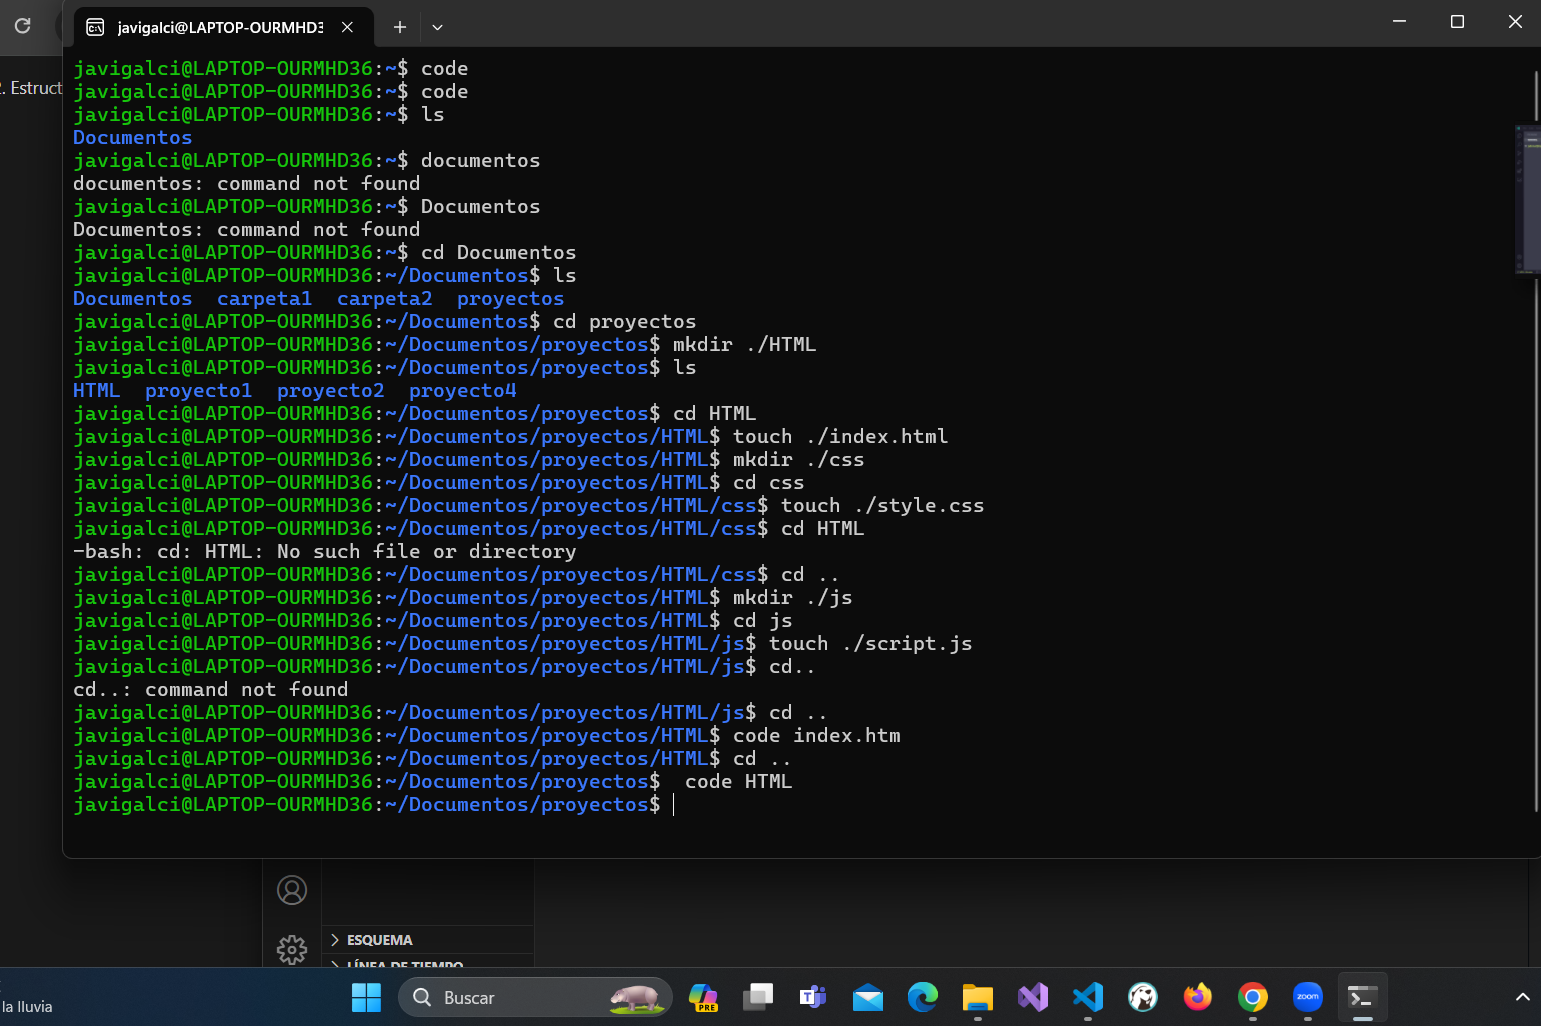 javigalci@LAPTOP-OURMHD3
2. Estruct
javigalci@LAPTOP-OURMHD36:~$ code
javigalci@LAPTOP-OURMHD36:~$ code
javigalci@LAPTOP-OURMHD36:~$ ls
Documentos
javigalci@LAPTOP-OURMHD36:~$ documentos
documentos: command not found
javigalci@LAPTOP-OURMHD36:~$ Documentos
Documentos: command not found
javigalci@LAPTOP-OURMHD36:~$ cd Documentos
javigalci@LAPTOP-OURMHD36:~/Documentos$ ls
Documentos  carpeta1  carpeta2  proyectos
javigalci@LAPTOP-OURMHD36:~/Documentos$ cd proyectos
javigalci@LAPTOP-OURMHD36:~/Documentos/proyectos$ mkdir ./HTML
javigalci@LAPTOP-OURMHD36:~/Documentos/proyectos$ ls
HTML  proyecto1  proyecto2  proyecto4
javigalci@LAPTOP-OURMHD36:~/Documentos/proyectos$ cd HTML
javigalci@LAPTOP-OURMHD36:~/Documentos/proyectos/HTML$ touch ./index.html
javigalci@LAPTOP-OURMHD36:~/Documentos/proyectos/HTML$ mkdir ./css
javigalci@LAPTOP-OURMHD36:~/Documentos/proyectos/HTML$ cd css
javigalci@LAPTOP-OURMHD36:~/Documentos/proyectos/HTML/css$ touch ./style.css
javigalci@LAPTOP-OURMHD36:~/Documentos/proyectos/HTML/css$ cd HTML
-bash: cd: HTML: No such file or directory
javigalci@LAPTOP-OURMHD36:~/Documentos/proyectos/HTML/css$ cd ..
javigalci@LAPTOP-OURMHD36:~/Documentos/proyectos/HTML$ mkdir ./js
javigalci@LAPTOP-OURMHD36:~/Documentos/proyectos/HTML$ cd js
javigalci@LAPTOP-OURMHD36:~/Documentos/proyectos/HTML/js$ touch ./script.js
javigalci@LAPTOP-OURMHD36:~/Documentos/proyectos/HTML/js$ cd..
cd..: command not found
javigalci@LAPTOP-OURMHD36:~/Documentos/proyectos/HTML/js$ cd ..
javigalci@LAPTOP-OURMHD36:~/Documentos/proyectos/HTML$ code index.htm
javigalci@LAPTOP-OURMHD36:~/Documentos/proyectos/HTML$ cd ..
javigalci@LAPTOP-OURMHD36:~/Documentos/proyectos$  code HTML
javigalci@LAPTOP-OURMHD36:~/Documentos/proyectos$
ESQUEMA
LÍNEA DE TIEMPO
la lluvia
Buscar
PRE
zoom